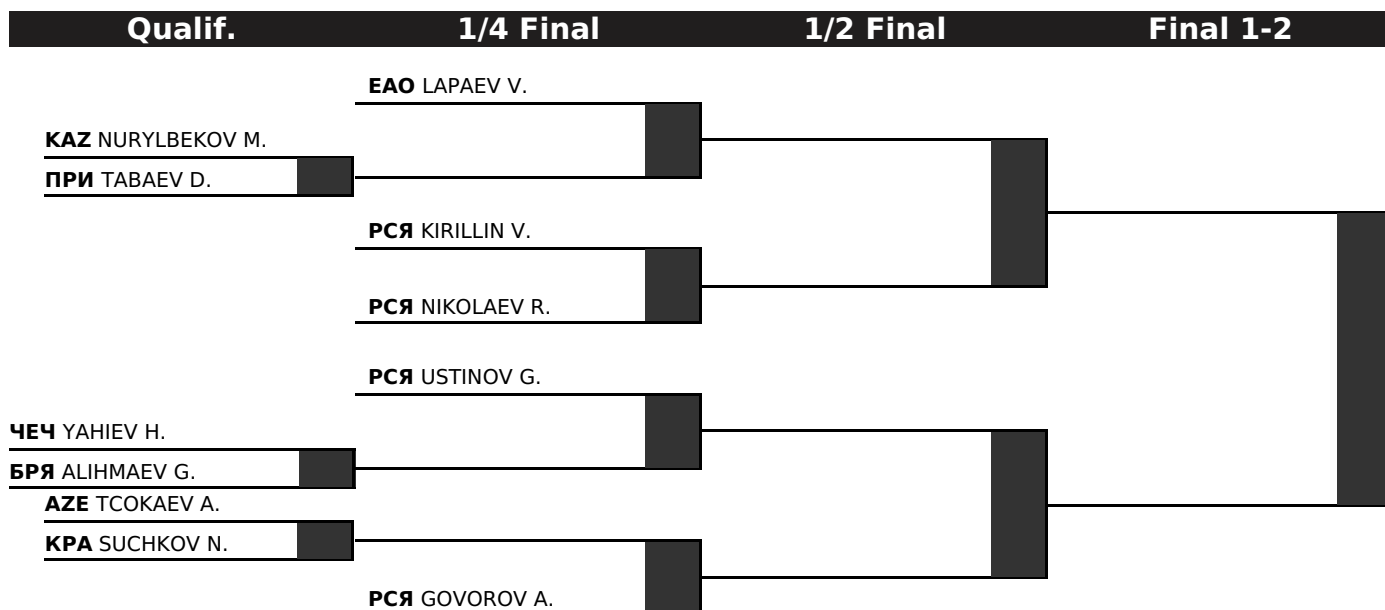 Qualif. 1/4 Final 1/2 Final Final 1-2
ЕАО LAPAEV V.
KAZ NURYLBEKOV M.
ПРИ TABAEV D.
РСЯ KIRILLIN V.
РСЯ NIKOLAEV R.
РСЯ USTINOV G.
ЧЕЧ YAHIEV H.
БРЯ ALIHMAEV G.
AZE TCOKAEV A.
КРА SUCHKOV N.
РСЯ GOVOROV A.